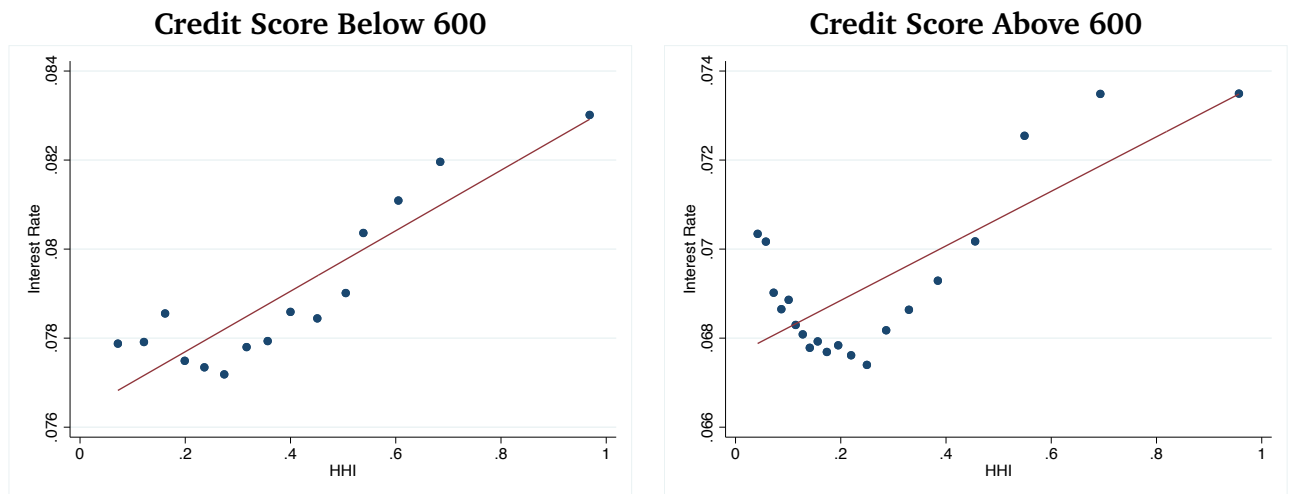 Credit Score Below 600
.084
.082
.08
.078
.076
Interest Rate
0 .2 .4 .6 .8 1
HHI
Credit Score Above 600
.074
.072
.07
.068
.066
Interest Rate
0 .2 .4 .6 .8 1
HHI